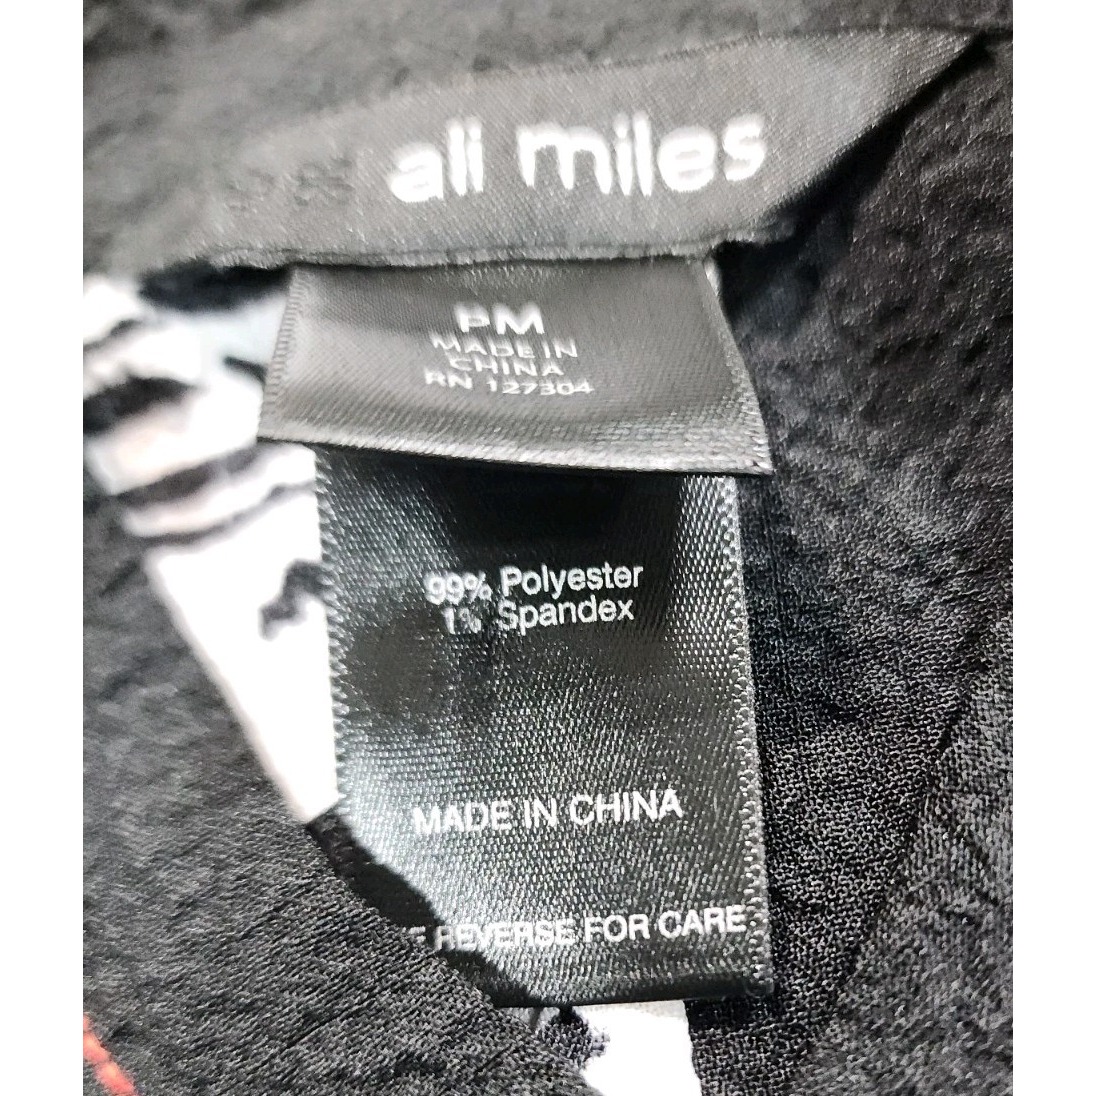 ali miles
PM
MADE IN
CHINA
RN 127304
99% Polyester
1% Spandex
MADE IN CHINA
REVERSE FOR CARE